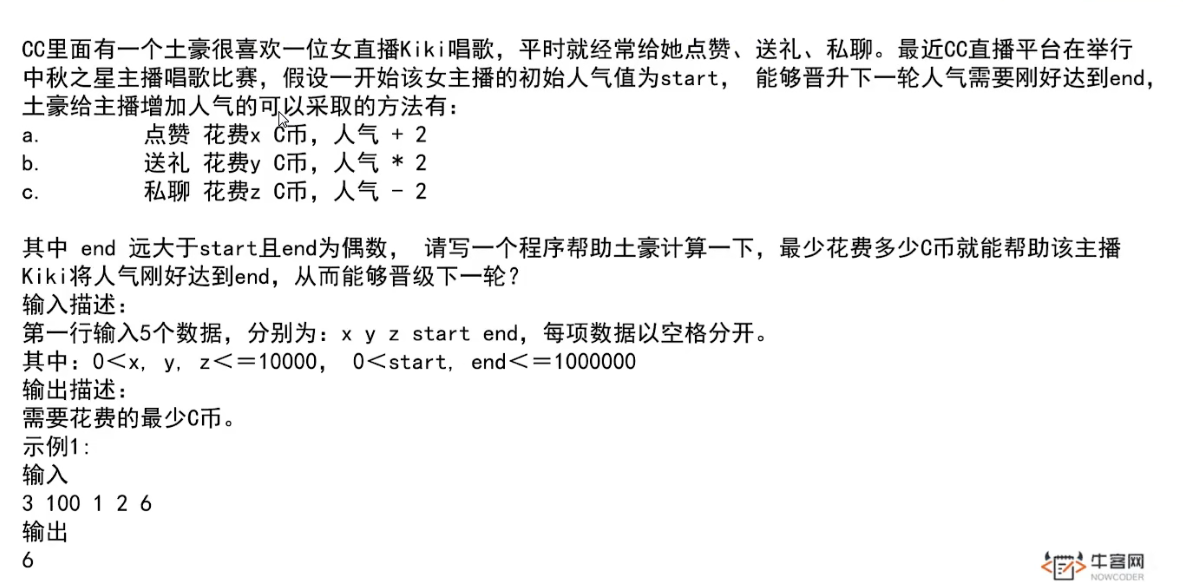 CC里面有一个土豪很喜欢一位女直播Kiki唱歌，平时就经常给她点赞、送礼、私聊。最近CC直播平台在举行
中秋之星主播唱歌比赛，假设一开始该女主播的初始人气值为start， 能够晋升下一轮人气需要刚好达到end，
土豪给主播增加人气的可以采取的方法有：
a. 点赞 花费x C币，人气 + 2
b. 送礼 花费y C币，人气 * 2
c. 私聊 花费z C币，人气 - 2
其中 end 远大于start且end为偶数， 请写一个程序帮助土豪计算一下，最少花费多少C币就能帮助该主播
Kiki将人气刚好达到end，从而能够晋级下一轮？
输入描述：
第一行输入5个数据，分别为：x y z start end，每项数据以空格分开。
其中：0＜x, y, z＜＝10000， 0＜start, end＜＝1000000
输出描述：
需要花费的最少C币。
示例1:
输入
3 100 1 2 6
输出
6
牛客网
NOWCODER